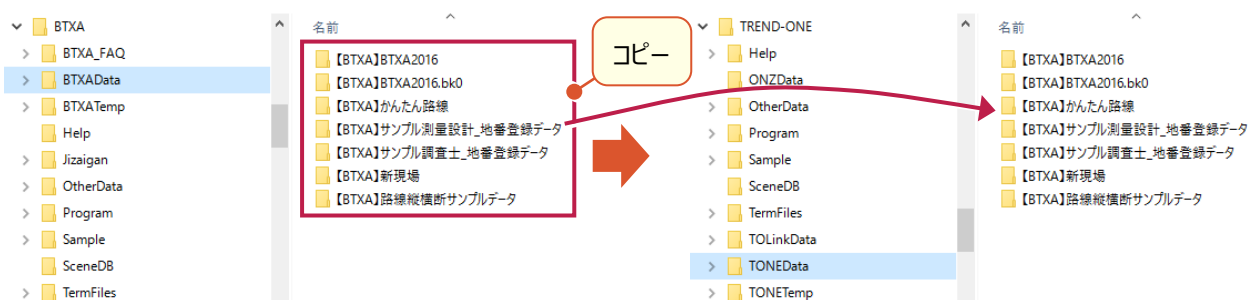 BTXA
BTXA_FAQ
BTXAData
BTXATemp
Help
Jizaigan
OtherData
Program
Sample
SceneDB
TermFiles
名前
【BTXA】BTXA2016
【BTXA】BTXA2016.bk0
【BTXA】かんたん路線
【BTXA】サンプル測量設計_地番登録データ
【BTXA】サンプル調査士_地番登録データ
【BTXA】新現場
【BTXA】路線縦横断サンプルデータ
コピー
TREND-ONE
Help
ONZData
OtherData
Program
Sample
SceneDB
TermFiles
TOLinkData
TONEData
TONETemp
名前
【BTXA】BTXA2016
【BTXA】BTXA2016.bk0
【BTXA】かんたん路線
【BTXA】サンプル測量設計_地番登録データ
【BTXA】サンプル調査士_地番登録データ
【BTXA】新現場
【BTXA】路線縦横断サンプルデータ